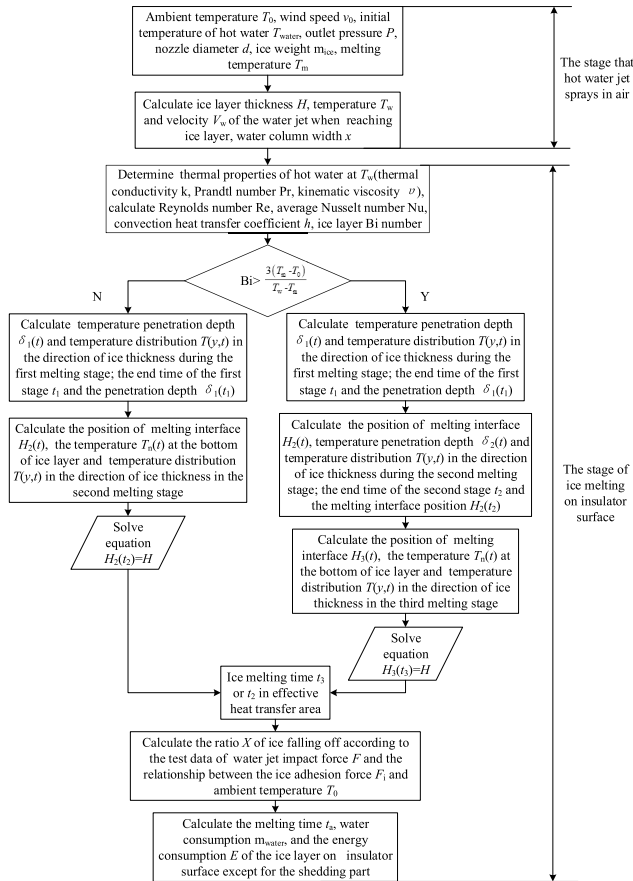 Ambient temperature T0, wind speed v0, initial
temperature of hot water Twater, outlet pressure P,
nozzle diameter d, ice weight mice, melting
temperature Tm
The stage that
hot water jet
sprays in air
Calculate ice layer thickness H, temperature Tw
and velocity Vw of the water jet when reaching
ice layer, water column width x
Determine thermal properties of hot water at Tw(thermal
conductivity k, Prandtl number Pr, kinematic viscosity υ),
calculate Reynolds number Re, average Nusselt number Nu,
convection heat transfer coefficient h, ice layer Bi number
Bi> 3(Tm -T0) / Tw -Tm
N
Y
Calculate temperature penetration depth
δ1(t) and temperature distribution T(y,t) in
the direction of ice thickness during the
first melting stage; the end time of the first
stage t1 and the penetration depth δ1(t1)
Calculate temperature penetration depth
δ1(t) and temperature distribution T(y,t) in
the direction of ice thickness during the
first melting stage; the end time of the first
stage t1 and the penetration depth δ1(t1)
Calculate the position of melting interface
H2(t), the temperature Tn(t) at the bottom
of ice layer and temperature distribution
T(y,t) in the direction of ice thickness in the
second melting stage
Calculate the position of melting interface
H2(t), temperature penetration depth δ2(t) and
temperature distribution T(y,t) in the direction
of ice thickness during the second melting
stage; the end time of the second stage t2 and
the melting interface position H2(t2)
The stage of
ice melting
on insulator
surface
Solve
equation
H2(t2)=H
Calculate the position of melting
interface H3(t), the temperature Tn(t) at
the bottom of ice layer and temperature
distribution T(y,t) in the direction of ice
thickness in the third melting stage
Solve
equation
H3(t3)=H
Ice melting time t3
or t2 in effective
heat transfer area
Calculate the ratio X of ice falling off according to
the test data of water jet impact force F and the
relationship between the ice adhesion force Fi and
ambient temperature T0
Calculate the melting time ta, water
consumption mwater, and the energy
consumption E of the ice layer on insulator
surface except for the shedding part